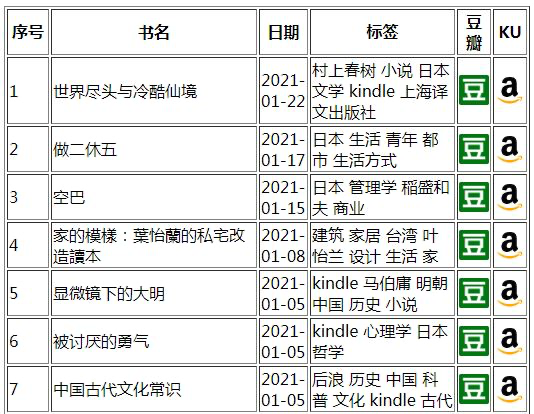 序号 书名 日期 标签 豆瓣 KU
1 世界尽头与冷酷仙境 2021-01-22 村上春树 小说 日本
文学 kindle 上海译
文出版社 豆 a
2 做二休五 2021-01-17 日本 生活 青年 都
市 生活方式 豆 a
3 空巴 2021-01-15 日本 管理学 稲盛和
夫 商业 豆 a
4 家的模樣：葉怡蘭的私宅改
造讀本 2021-01-08 建筑 家居 台湾 叶
怡兰 设计 生活 家 豆 a
5 显微镜下的大明 2021-01-05 kindle 马伯庸 明朝
中国 历史 小说 豆 a
6 被讨厌的勇气 2021-01-05 kindle 心理学 日本
哲学 豆 a
7 中国古代文化常识 2021-01-05 后浪 历史 中国 科
普 文化 kindle 古代 豆 a